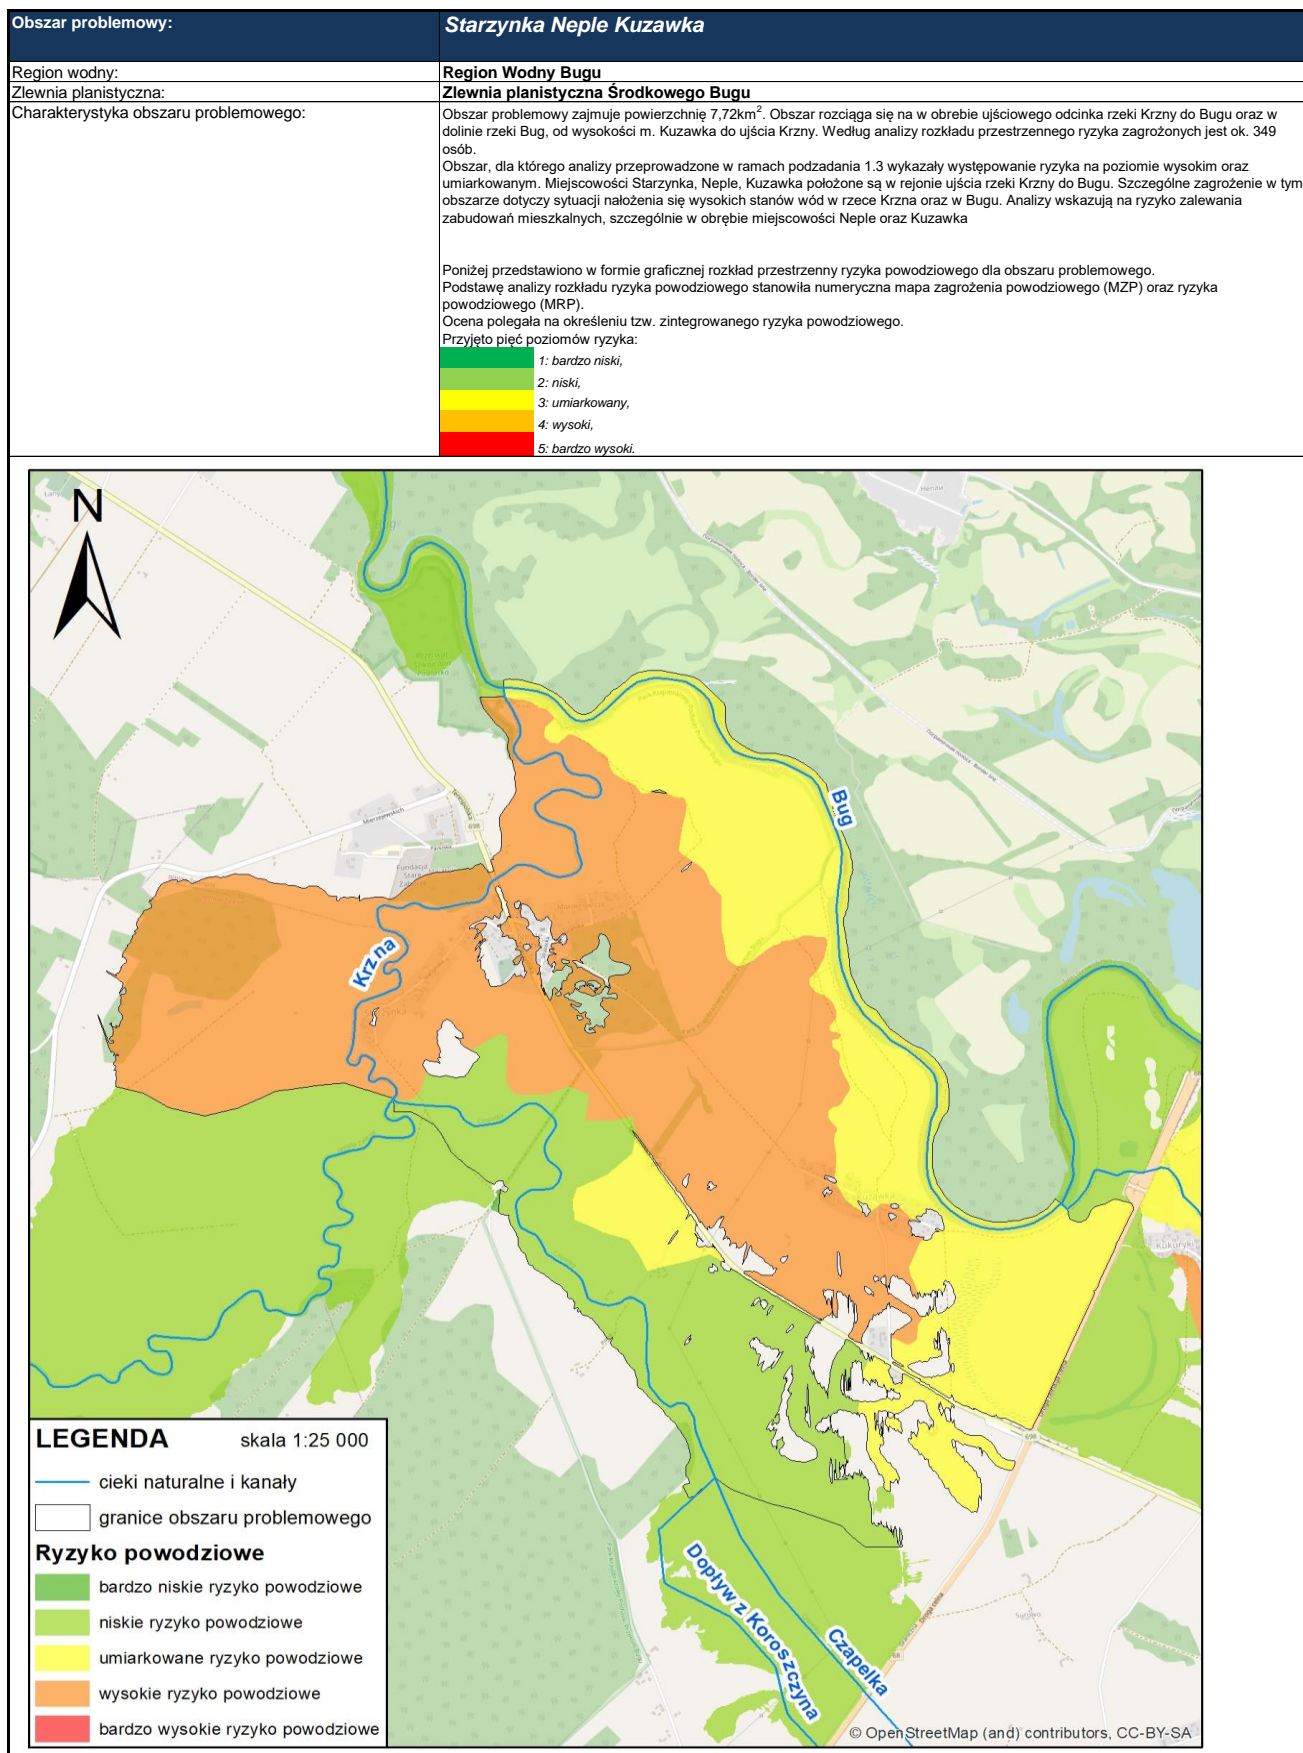 Obszar problemowy:
Starzynka Neple Kuzawka
Region wodny:
Region Wodny Bugu
Zlewnia planistyczna:
Zlewnia planistyczna Środkowego Bugu
Charakterystyka obszaru problemowego:
Obszar problemowy zajmuje powierzchnię 7,72km². Obszar rozciąga się na w obrebie ujściowego odcinka rzeki Krzny do Bugu oraz w
dolinie rzeki Bug, od wysokości m. Kuzawka do ujścia Krzny. Według analizy rozkładu przestrzennego ryzyka zagrożonych jest ok. 349
osób.
Obszar, dla którego analizy przeprowadzone w ramach podzadania 1.3 wykazały występowanie ryzyka na poziomie wysokim oraz
umiarkowanym. Miejscowości Starzynka, Neple, Kuzawka położone są w rejonie ujścia rzeki Krzny do Bugu. Szczególne zagrożenie w tym
obszarze dotyczy sytuacji nałożenia się wysokich stanów wód w rzece Krzna oraz w Bugu. Analizy wskazują na ryzyko zalewania
zabudowań mieszkalnych, szczególnie w obrębie miejscowości Neple oraz Kuzawka
Poniżej przedstawiono w formie graficznej rozkład przestrzenny ryzyka powodziowego dla obszaru problemowego.
Podstawę analizy rozkładu ryzyka powodziowego stanowiła numeryczna mapa zagrożenia powodziowego (MZP) oraz ryzyka
powodziowego (MRP).
Ocena polegała na określeniu tzw. zintegrowanego ryzyka powodziowego.
Przyjęto pięć poziomów ryzyka:
1: bardzo niski,
2: niski,
3: umiarkowany,
4: wysoki,
5: bardzo wysoki.
N
Bug
698
Fundacja
Krzna
Kukuryki
698
68
Dopływ z Koroszczyna
Czapelka
LEGENDA
skala 1:25 000
cieki naturalne i kanały
granice obszaru problemowego
Ryzyko powodziowe
bardzo niskie ryzyko powodziowe
niskie ryzyko powodziowe
umiarkowane ryzyko powodziowe
wysokie ryzyko powodziowe
bardzo wysokie ryzyko powodziowe
© OpenStreetMap (and) contributors, CC-BY-SA